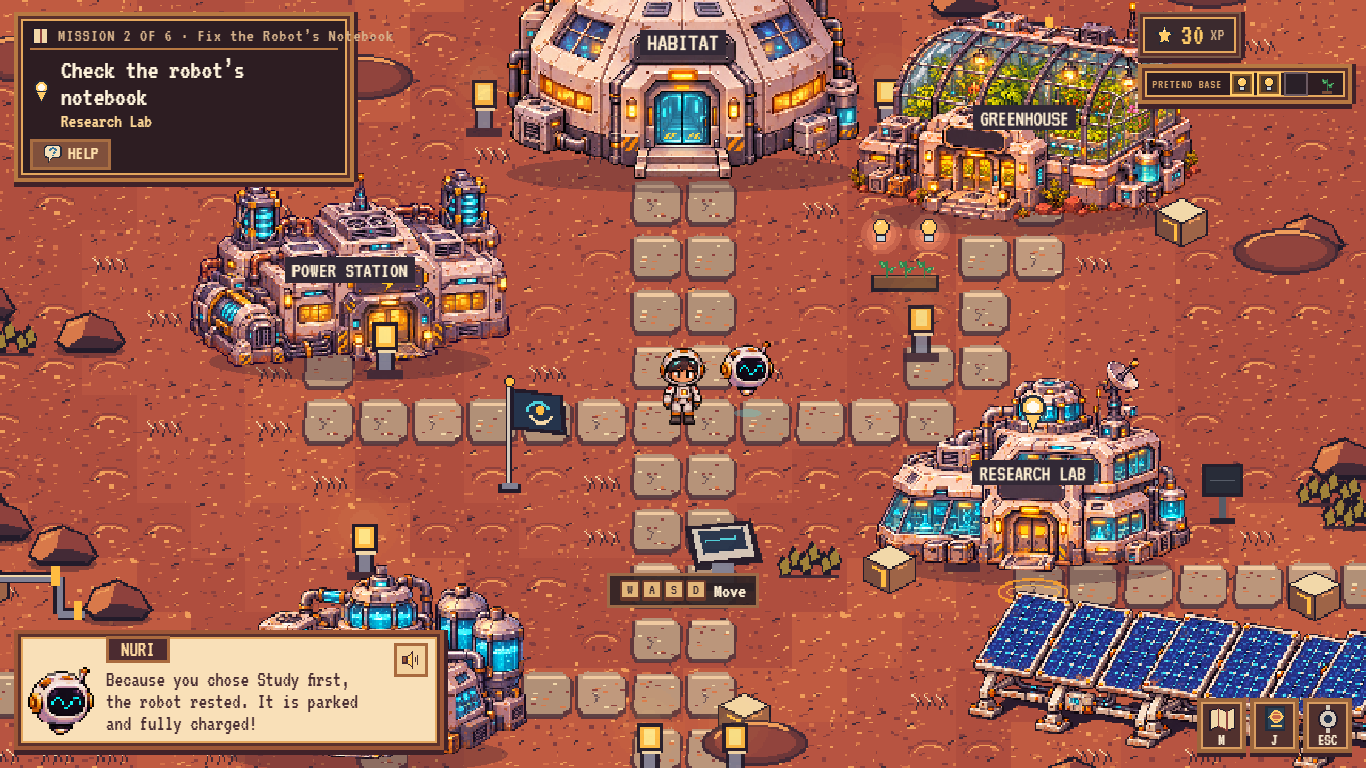 MISSION 2 OF 6 · Fix the Robot's Notebook
Check the robot's
notebook
Research Lab
HELP
HABITAT
GREENHOUSE
30 XP
PRETEND BASE
POWER STATION
RESEARCH LAB
W A S D Move
NURI
Because you chose Study first,
the robot rested. It is parked
and fully charged!
M
J
ESC